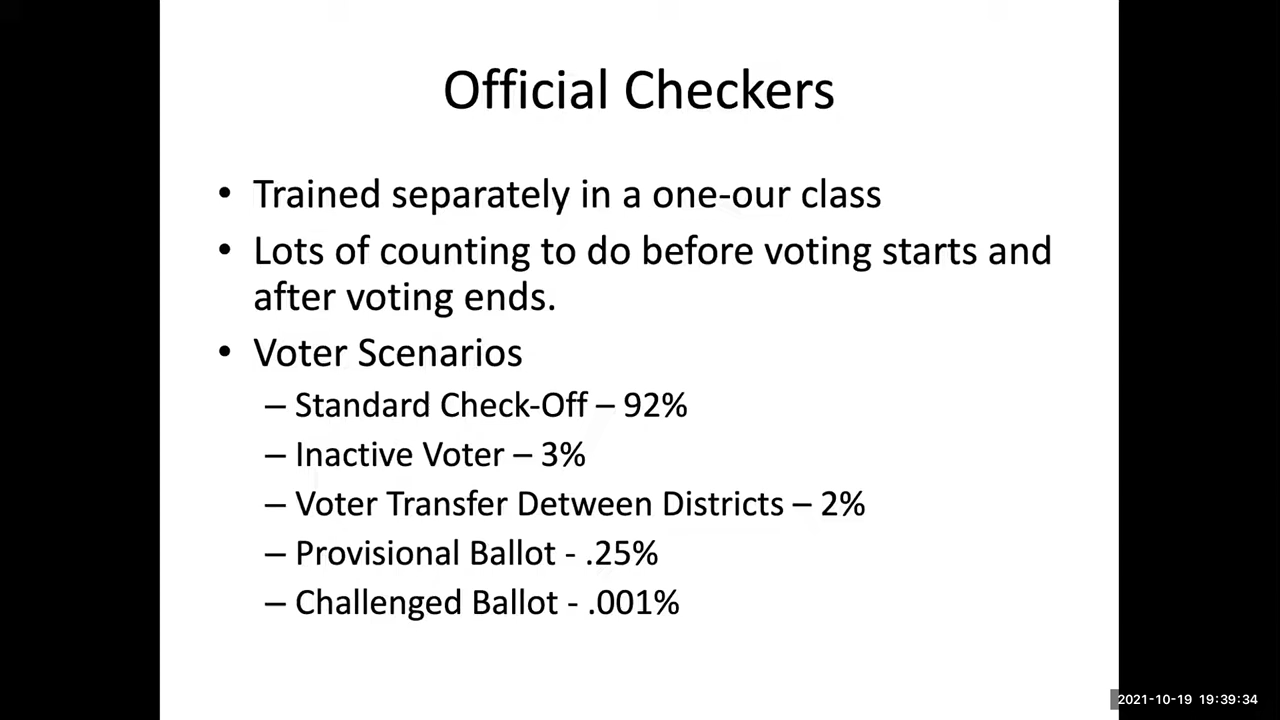 Official Checkers
• Trained separately in a one-our class
• Lots of counting to do before voting starts and
after voting ends.
• Voter Scenarios
– Standard Check-Off – 92%
– Inactive Voter – 3%
– Voter Transfer Detween Districts – 2%
– Provisional Ballot - .25%
– Challenged Ballot - .001%
2021-10-19 19:39:34